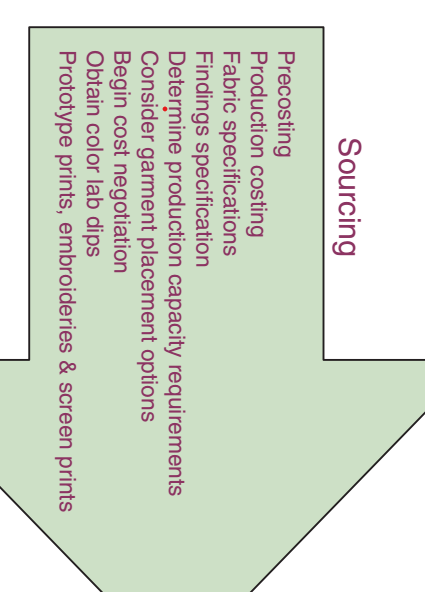 Sourcing
Precosting
Production costing
Fabric specifications
Findings specification
Determine production capacity requirements
Consider garment placement options
Begin cost negotiation
Obtain color lab dips
Prototype prints, embroideries & screen prints